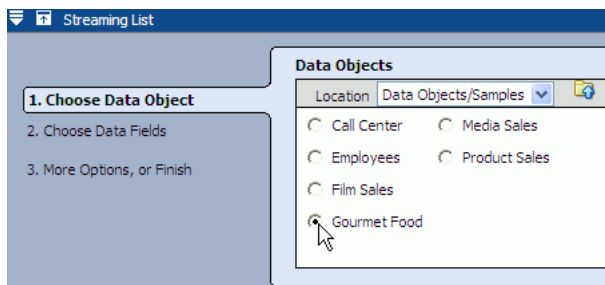 Streaming List
Data Objects
Location Data Objects/Samples
1. Choose Data Object
2. Choose Data Fields
3. More Options, or Finish
Call Center Media Sales
Employees Product Sales
Film Sales
Gourmet Food